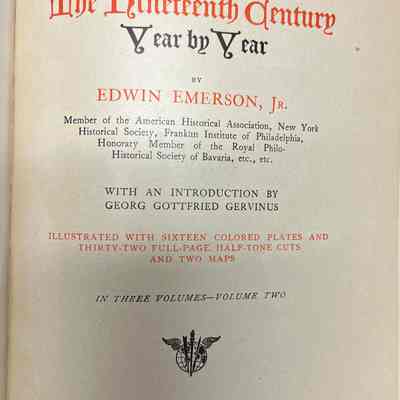 The Nineteenth Century
Year by Year
BY
EDWIN EMERSON, JR.
Member of the American Historical Association, New York
Historical Society, Franklin Institute of Philadelphia,
Honorary Member of the Royal Philo-
Historical Society of Bavaria, etc., etc.
WITH AN INTRODUCTION BY
GEORG GOTTFRIED GERVINUS
ILLUSTRATED WITH SIXTEEN COLORED PLATES AND
THIRTY-TWO FULL-PAGE, HALF-TONE CUTS
AND TWO MAPS
IN THREE VOLUMES—VOLUME TWO